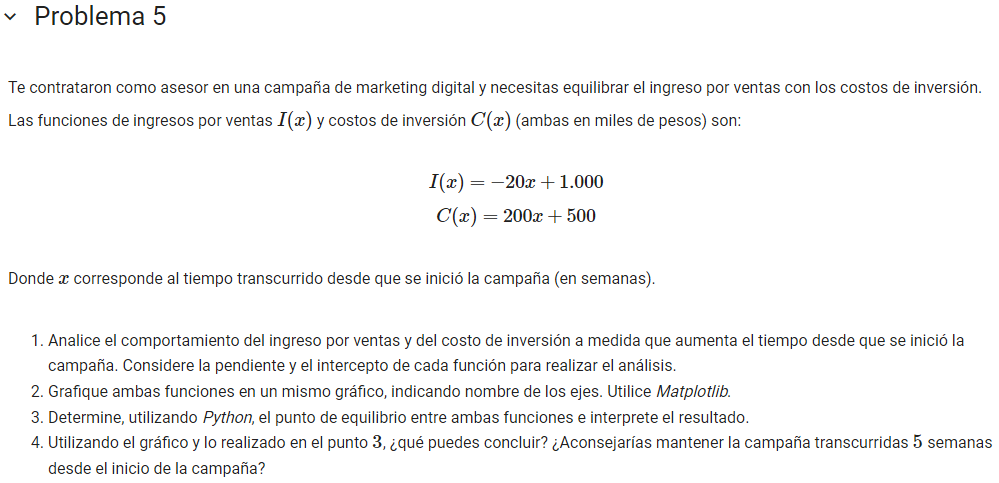 Problema 5
Te contrataron como asesor en una campaña de marketing digital y necesitas equilibrar el ingreso por ventas con los costos de inversión.
Las funciones de ingresos por ventas I(x) y costos de inversión C(x) (ambas en miles de pesos) son:
I(x) = −20x + 1.000
C(x) = 200x + 500
Donde x corresponde al tiempo transcurrido desde que se inició la campaña (en semanas).
1. Analice el comportamiento del ingreso por ventas y del costo de inversión a medida que aumenta el tiempo desde que se inició la
campaña. Considere la pendiente y el intercepto de cada función para realizar el análisis.
2. Grafique ambas funciones en un mismo gráfico, indicando nombre de los ejes. Utilice Matplotlib.
3. Determine, utilizando Python, el punto de equilibrio entre ambas funciones e interprete el resultado.
4. Utilizando el gráfico y lo realizado en el punto 3, ¿qué puedes concluir? ¿Aconsejarías mantener la campaña transcurridas 5 semanas
desde el inicio de la campaña?